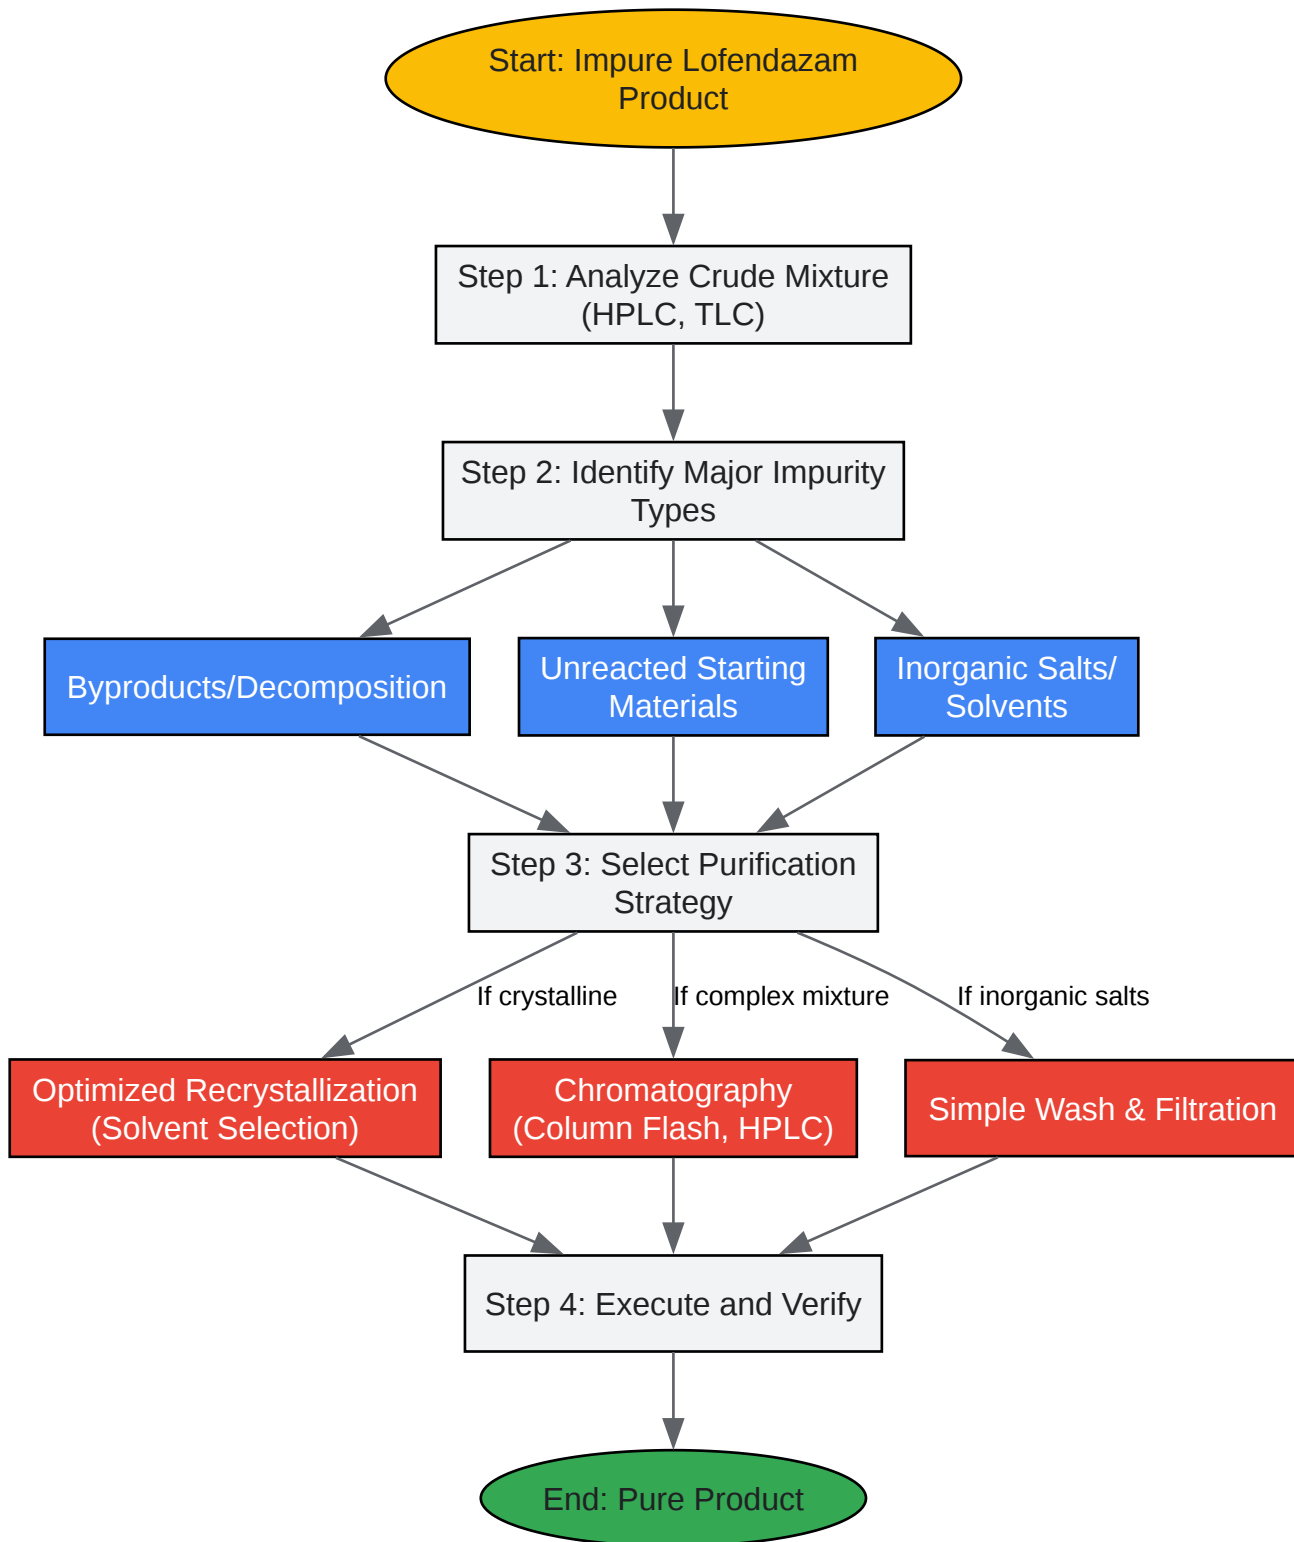 Start: Impure Lofendazam
Product
Step 1: Analyze Crude Mixture
(HPLC, TLC)
Step 2: Identify Major Impurity
Types
Byproducts/Decomposition
Unreacted Starting
Materials
Inorganic Salts/
Solvents
Step 3: Select Purification
Strategy
If crystalline
If complex mixture
If inorganic salts
Optimized Recrystallization
(Solvent Selection)
Chromatography
(Column Flash, HPLC)
Simple Wash & Filtration
Step 4: Execute and Verify
End: Pure Product